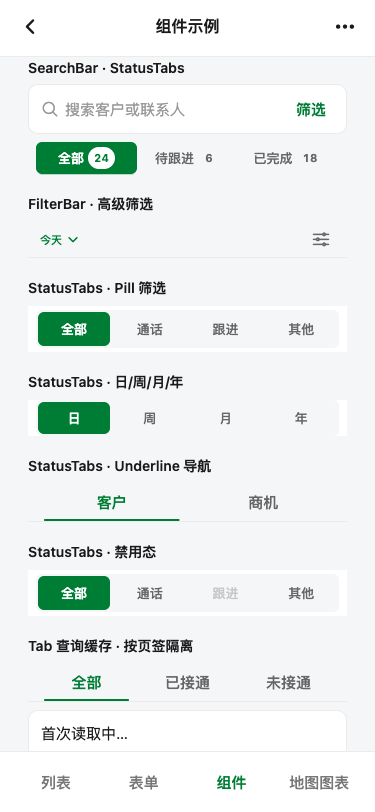 组件示例
SearchBar · StatusTabs
搜索客户或联系人 筛选
全部 24 待跟进 6 已完成 18
FilterBar · 高级筛选
今天
StatusTabs · Pill 筛选
全部 通话 跟进 其他
StatusTabs · 日/周/月/年
日 周 月 年
StatusTabs · Underline 导航
客户 商机
StatusTabs · 禁用态
全部 通话 跟进 其他
Tab 查询缓存 · 按页签隔离
全部 已接通 未接通
首次读取中...
列表 表单 组件 地图图表